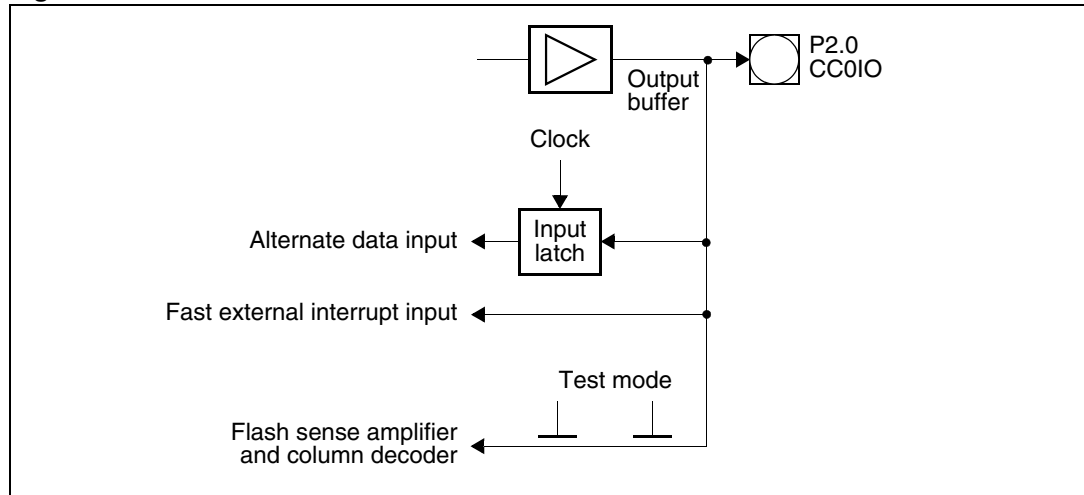 P2.0
CC0IO
Output
buffer
Clock
Input
latch
Alternate data input
Fast external interrupt input
Test mode
Flash sense amplifier
and column decoder